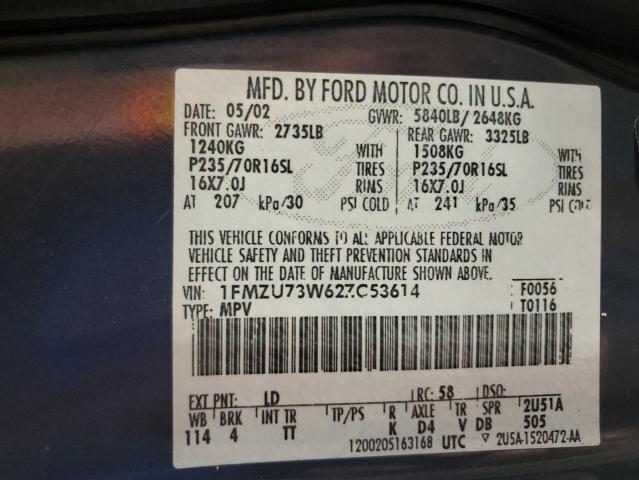 MFD. BY FORD MOTOR CO. IN U.S.A.
DATE: 05/02 GVWR: 5840LB / 2648KG
FRONT GAWR: 2735LB REAR GAWR: 3325LB
1240KG WITH 1508KG WITH
P235/70R16SL TIRES P235/70R16SL TIRES
16X7.0J RIMS 16X7.0J RIMS
AT 207 kPa/30 PSI COLD AT 241 kPa/35 PSI COLD
THIS VEHICLE CONFORMS TO ALL APPLICABLE FEDERAL MOTOR
VEHICLE SAFETY AND THEFT PREVENTION STANDARDS IN
EFFECT ON THE DATE OF MANUFACTURE SHOWN ABOVE.
VIN: 1FMZU73W62ZC53614 F0056
TYPE: MPV T0116
EXT PNT: LD RC: 58 DSO:
WB BRK INT TR TP/PS R AXLE TR SPR 2U51A
114 4 TT K D4 V DB 505
1200205163168 UTC ▽ 2U5A-1520472-AA